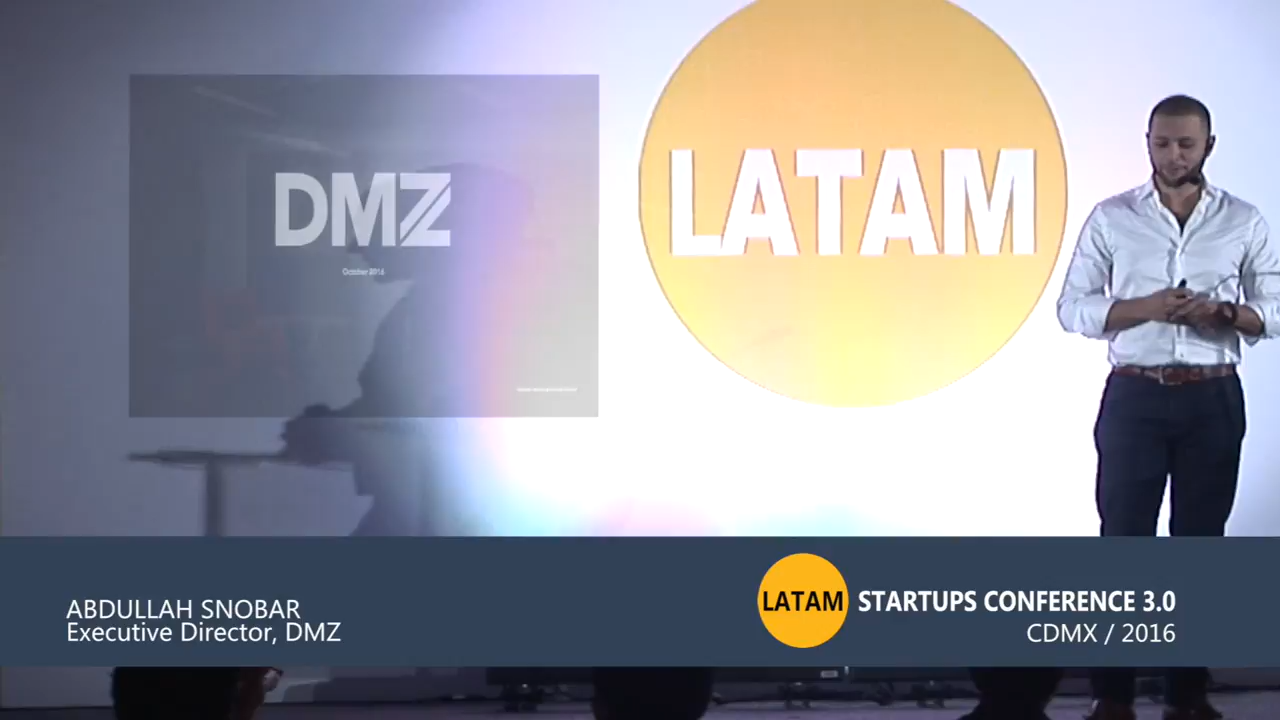 DMZ
October 2016
LATAM
ABDULLAH SNOBAR
Executive Director, DMZ
LATAM STARTUPS CONFERENCE 3.0
CDMX / 2016